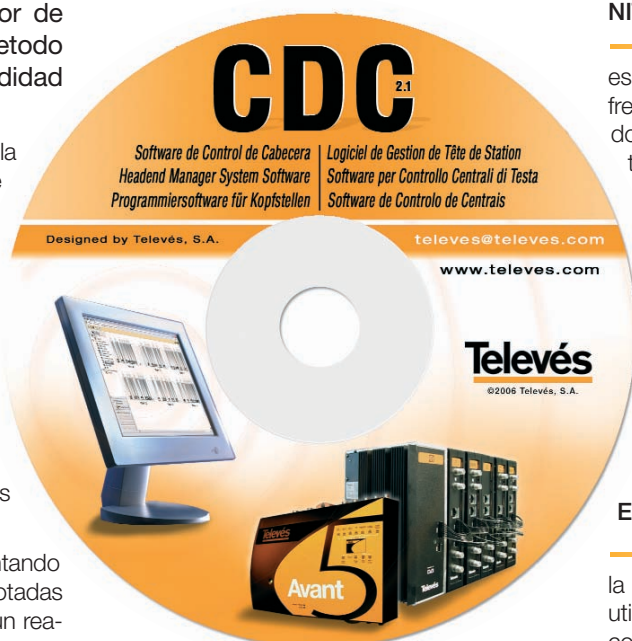 or de
etodo
didad
la
s
tando
otadas
un rea-
CDC
2.1
Software de Control de Cabecera
Headend Manager System Software
Programmiersoftware für Kopfstellen
Logiciel de Gestion de Tête de Station
Software per Controllo Centrali di Testa
Software de Controlo de Centrais
Designed by Televés, S.A.
televes@televes.com
www.televes.com
Televés
©2006 Televés, S.A.
Televés
Avant 5
Televés
es
fre
do
t
E
la
uti